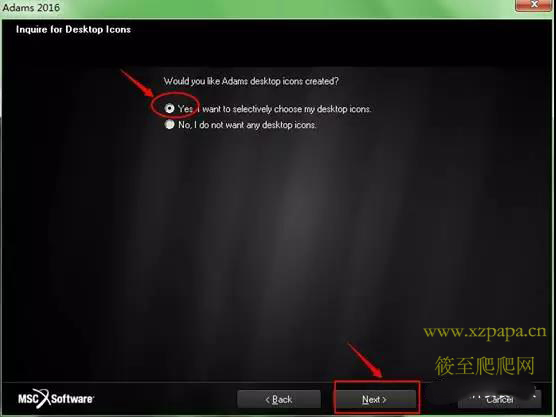 Adams 2016
Inquire for Desktop Icons
Would you like Adams desktop icons created?
Yes, I want to selectively choose my desktop icons.
No, I do not want any desktop icons.
www.xzpapa.cn
筱至爬爬网
MSC Software
< Back
Next >
Cancel